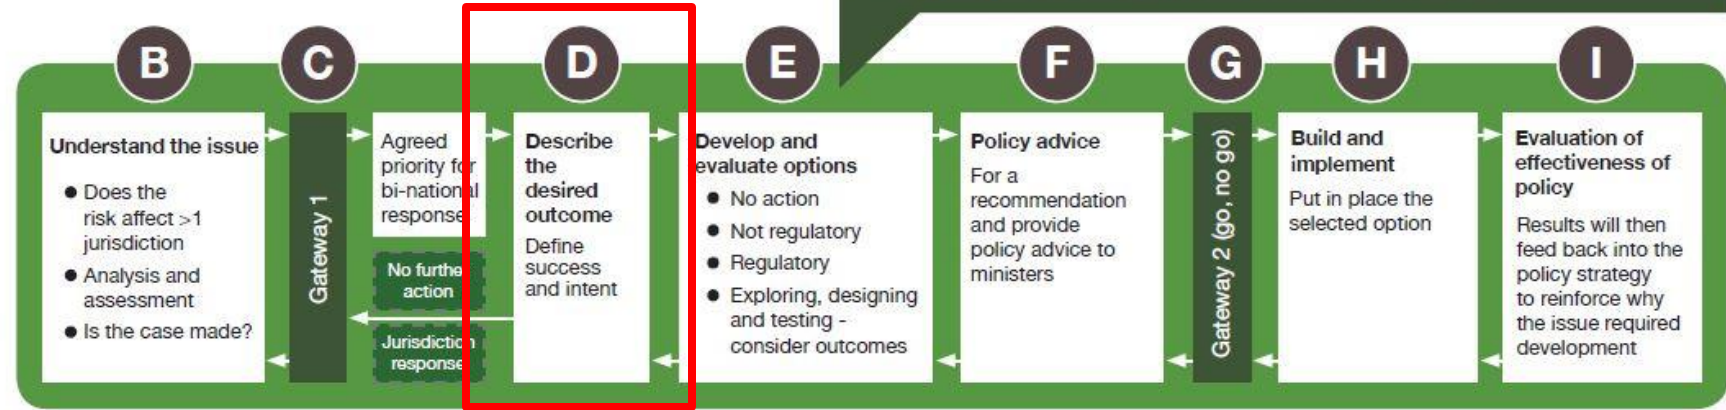 B
Understand the issue
● Does the
risk affect >1
jurisdiction
● Analysis and
assessment
● Is the case made?
C
Gateway 1
Agreed
priority for
bi-national
response
No further
action
Jurisdiction
response
D
Describe
the
desired
outcome
Define
success
and intent
E
Develop and
evaluate options
● No action
● Not regulatory
● Regulatory
● Exploring, designing
and testing -
consider outcomes
F
Policy advice
For a
recommendation
and provide
policy advice to
ministers
G
Gateway 2 (go, no go)
H
Build and
implement
Put in place the
selected option
I
Evaluation of
effectiveness of
policy
Results will then
feed back into the
policy strategy
to reinforce why
the issue required
development